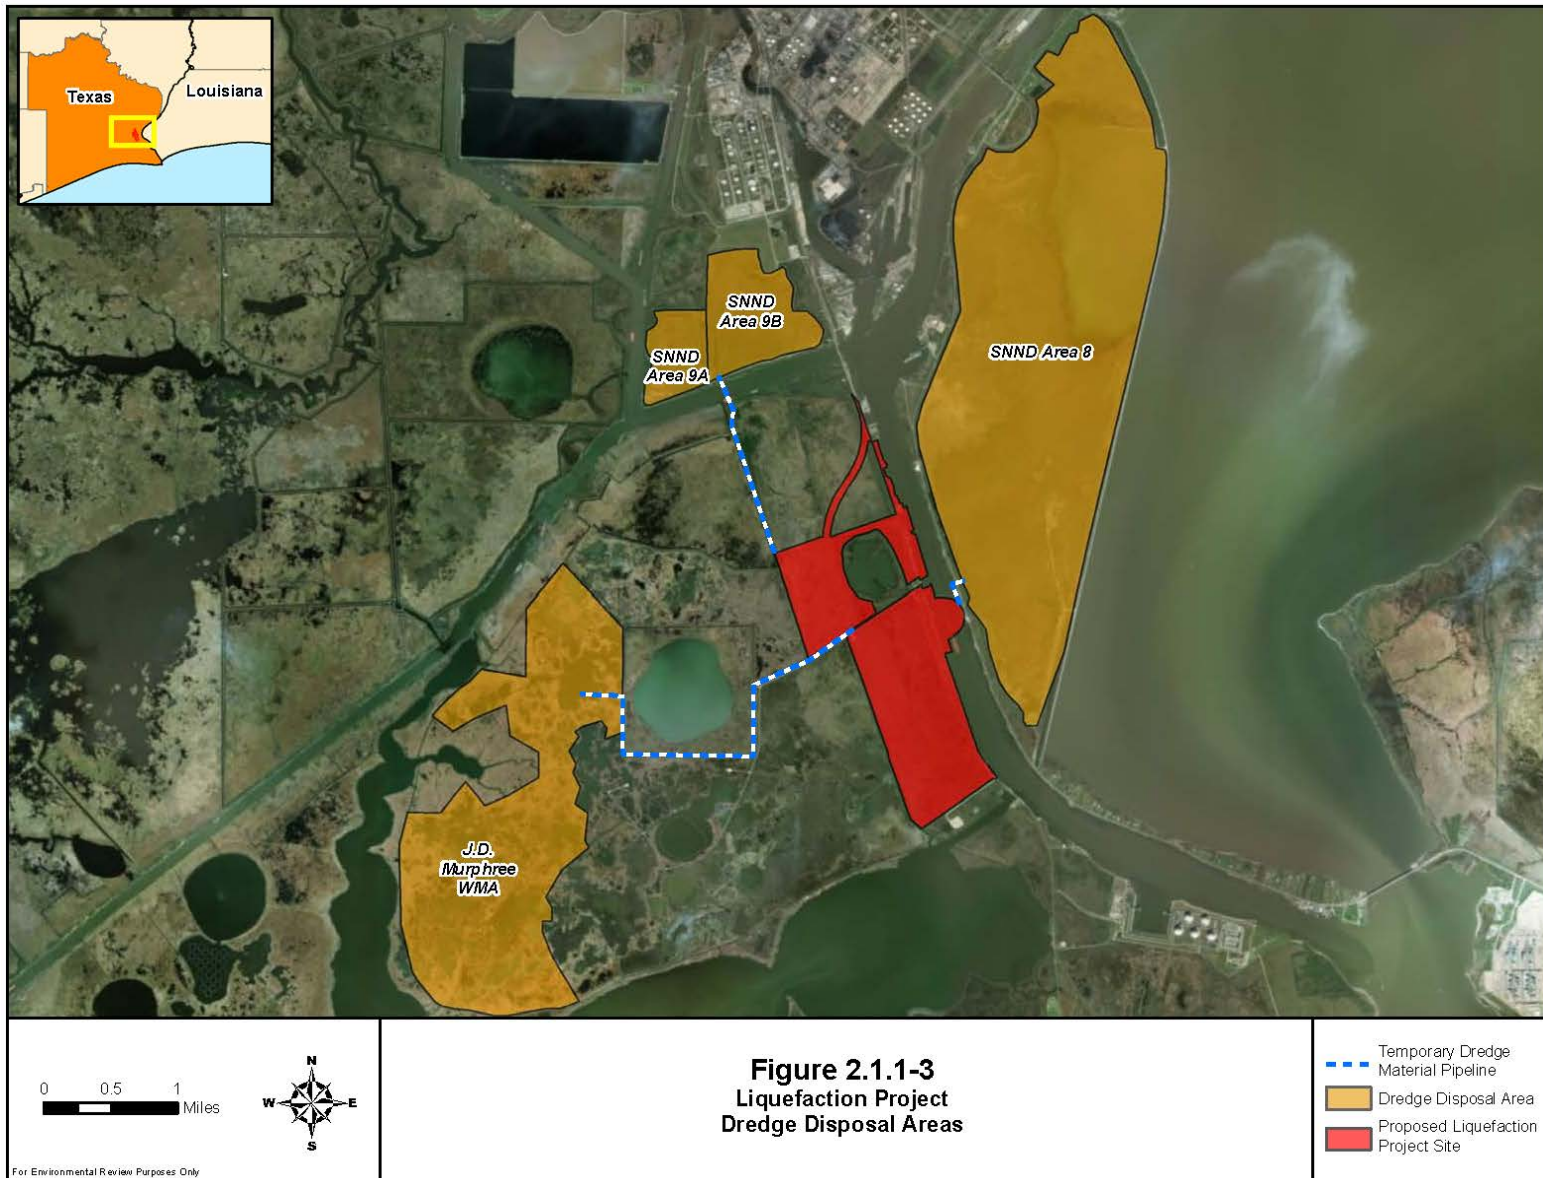 Texas
Louisiana
SNND
Area 9B
SNND
Area 9A
SNND Area 8
J.D.
Murphree
WMA
0 0.5 1
Miles
N
W E
S
For Environmental Review Purposes Only
Figure 2.1.1-3
Liquefaction Project
Dredge Disposal Areas
Temporary Dredge
Material Pipeline
Dredge Disposal Area
Proposed Liquefaction
Project Site